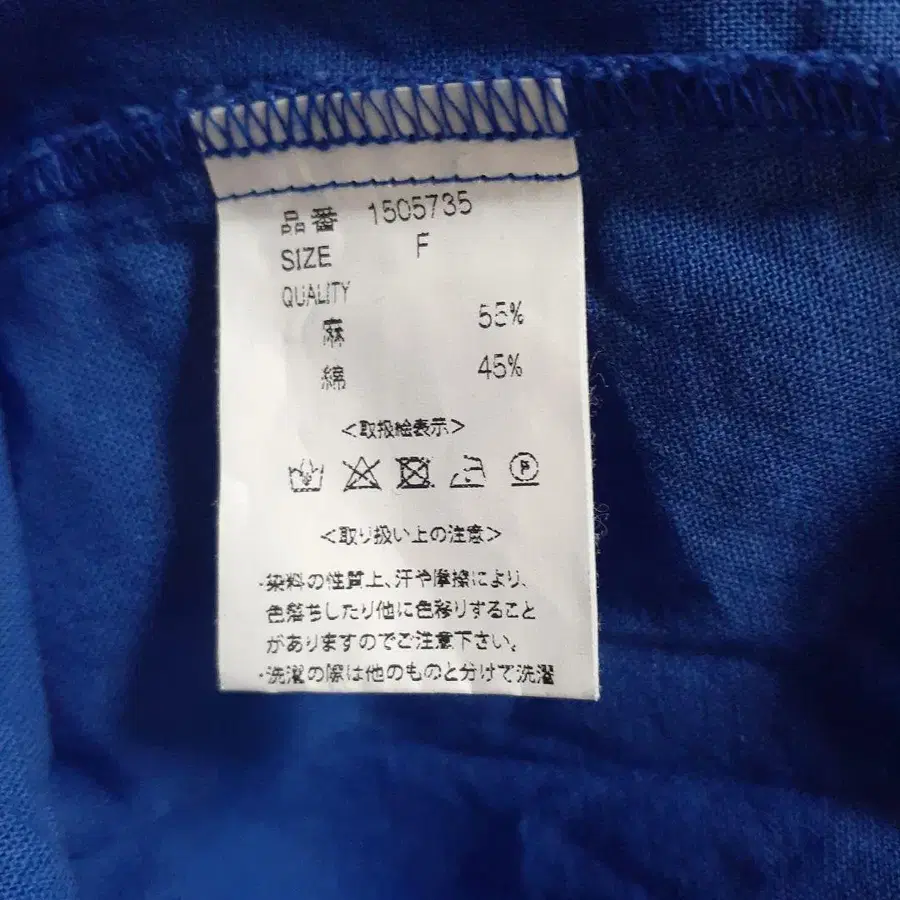 品番 1505735
SIZE F
QUALITY
麻 55%
綿 45%
<取扱絵表示>
P
<取り扱い上の注意>
・染料の性質上、汗や摩擦により、
色落ちしたり他に色移りすること
がありますのでご注意下さい。
・洗濯の際は他のものと分けて洗濯